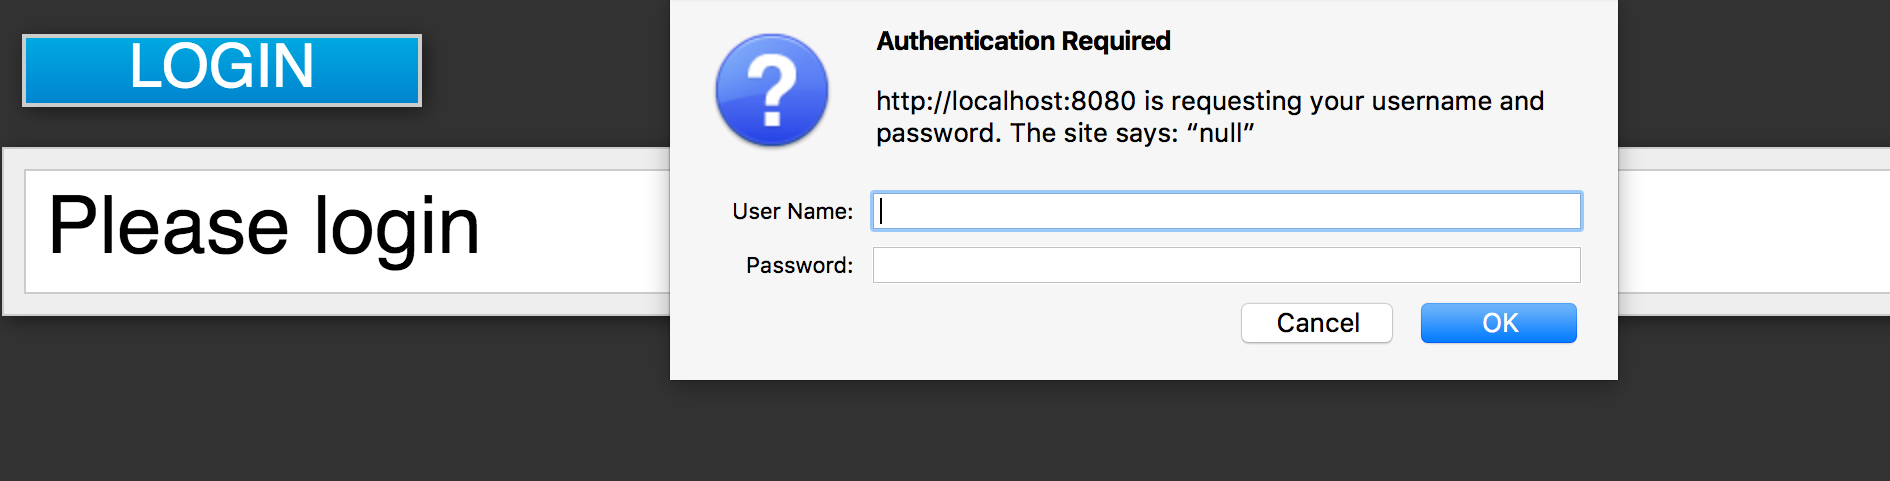 LOGIN
Please login
Authentication Required
http://localhost:8080 is requesting your username and
password. The site says: “null”
User Name:
Password:
Cancel
OK